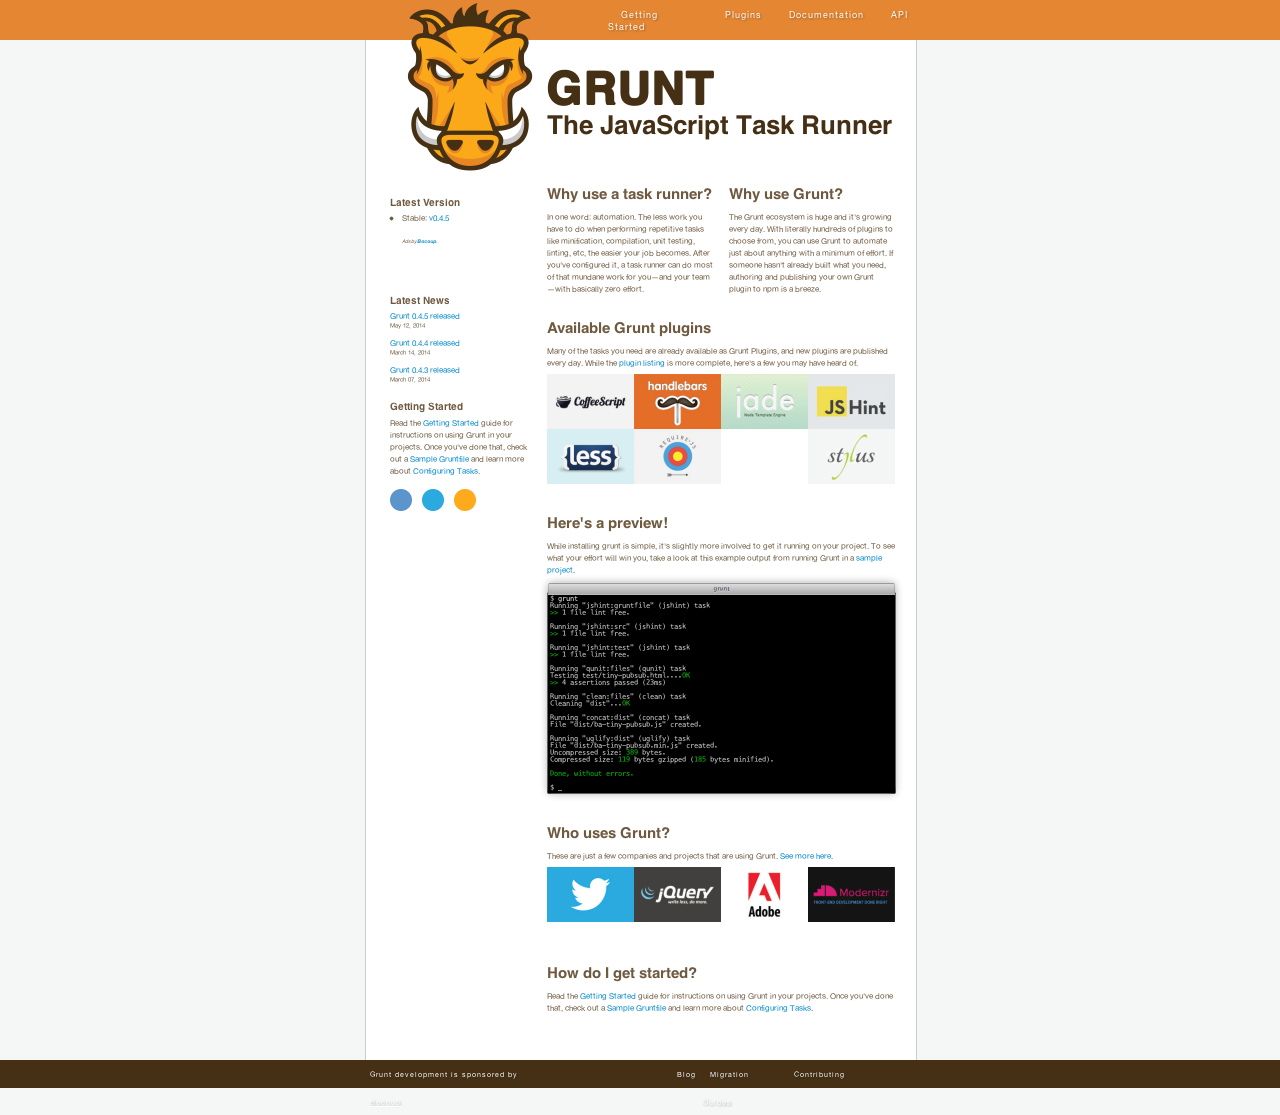 Getting Started
Plugins
Documentation
API
GRUNT
The JavaScript Task Runner
Latest Version
Stable: v0.4.5
Ads by Bocoup.
Latest News
Grunt 0.4.5 released
May 12, 2014
Grunt 0.4.4 released
March 14, 2014
Grunt 0.4.3 released
March 07, 2014
Getting Started
Read the Getting Started guide for
instructions on using Grunt in your
projects. Once you've done that, check
out a Sample Gruntfile and learn more
about Configuring Tasks.
Why use a task runner?
In one word: automation. The less work you
have to do when performing repetitive tasks
like minification, compilation, unit testing,
linting, etc, the easier your job becomes. After
you've configured it, a task runner can do most
of that mundane work for you—and your team
—with basically zero effort.
Why use Grunt?
The Grunt ecosystem is huge and it's growing
every day. With literally hundreds of plugins to
choose from, you can use Grunt to automate
just about anything with a minimum of effort. If
someone hasn't already built what you need,
authoring and publishing your own Grunt
plugin to npm is a breeze.
Available Grunt plugins
Many of the tasks you need are already available as Grunt Plugins, and new plugins are published
every day. While the plugin listing is more complete, here's a few you may have heard of.
CoffeeScript
handlebars
jade
Node Template Engine
JSHint
{less}
REQUIRE.JS
stylus
Here's a preview!
While installing grunt is simple, it's slightly more involved to get it running on your project. To see
what your effort will win you, take a look at this example output from running Grunt in a sample
project.
grunt
$ grunt
Running "jshint:gruntfile" (jshint) task
>> 1 file lint free.
Running "jshint:src" (jshint) task
>> 1 file lint free.
Running "jshint:test" (jshint) task
>> 1 file lint free.
Running "qunit:files" (qunit) task
Testing test/tiny-pubsub.html....OK
>> 4 assertions passed (23ms)
Running "clean:files" (clean) task
Cleaning "dist"...OK
Running "concat:dist" (concat) task
File "dist/ba-tiny-pubsub.js" created.
Running "uglify:dist" (uglify) task
File "dist/ba-tiny-pubsub.min.js" created.
Uncompressed size: 389 bytes.
Compressed size: 119 bytes gzipped (185 bytes minified).
Done, without errors.
$ _
Who uses Grunt?
These are just a few companies and projects that are using Grunt. See more here.
jQuery
write less, do more.
Adobe
Modernizr
FRONT-END DEVELOPMENT DONE RIGHT
How do I get started?
Read the Getting Started guide for instructions on using Grunt in your projects. Once you've done
that, check out a Sample Gruntfile and learn more about Configuring Tasks.
Grunt development is sponsored by
Blog
Migration
Contributing
Bocoup
Guides